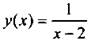 y(x) = 1/(x − 2)